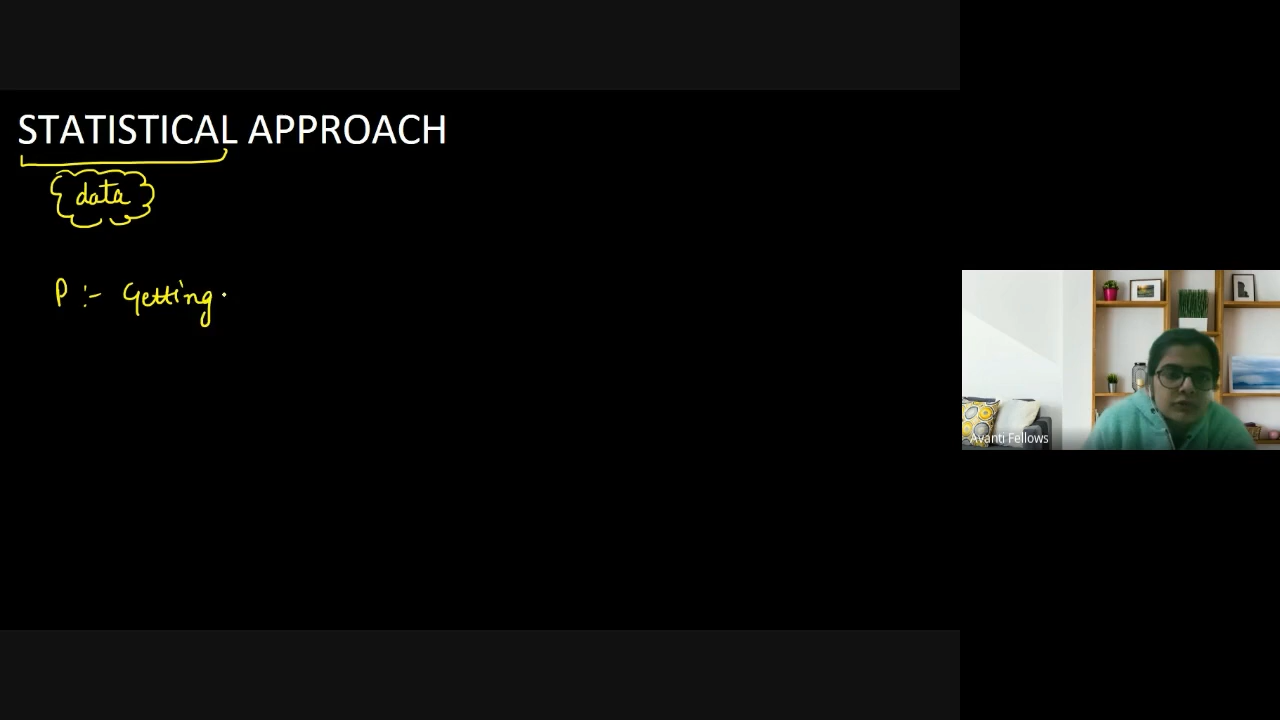 STATISTICAL APPROACH
data
P :- Getting
Avanti Fellows